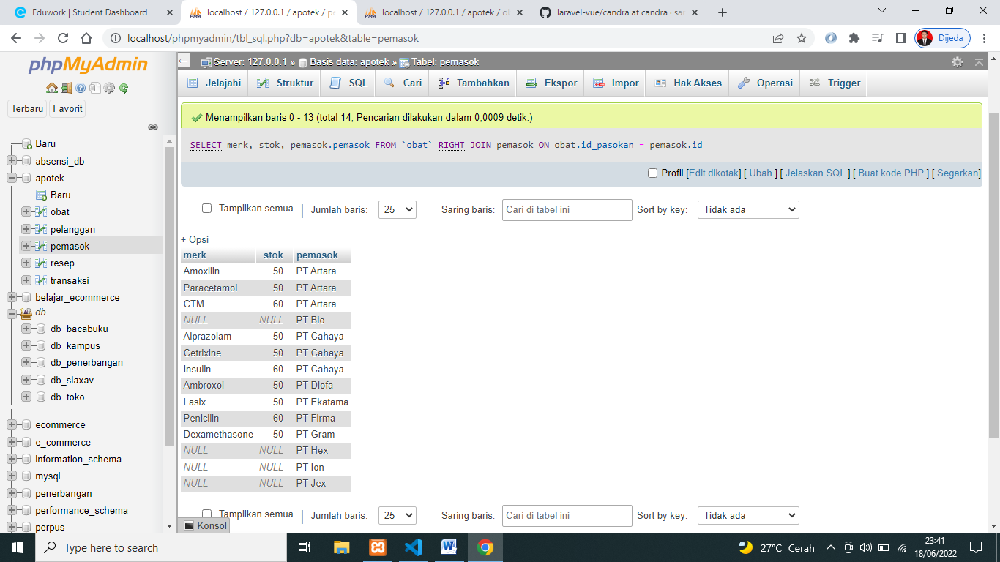 Eduwork | Student Dashboard
localhost / 127.0.0.1 / apotek / pe
localhost / 127.0.0.1 / apotek / ob
laravel-vue/candra at candra · sar
localhost/phpmyadmin/tbl_sql.php?db=apotek&table=pemasok
Dijeda
phpMyAdmin
Terbaru Favorit
Baru
absensi_db
apotek
Baru
obat
pelanggan
pemasok
resep
transaksi
belajar_ecommerce
db
db_bacabuku
db_kampus
db_penerbangan
db_siaxav
db_toko
ecommerce
e_commerce
information_schema
mysql
penerbangan
performance_schema
perpus
Server: 127.0.0.1 » Basis data: apotek » Tabel: pemasok
Jelajahi Struktur SQL Cari Tambahkan Ekspor Impor Hak Akses Operasi Trigger
Menampilkan baris 0 - 13 (total 14, Pencarian dilakukan dalam 0,0009 detik.)
SELECT merk, stok, pemasok.pemasok FROM `obat` RIGHT JOIN pemasok ON obat.id_pasokan = pemasok.id
Profil [Edit dikotak] [ Ubah ] [ Jelaskan SQL ] [ Buat kode PHP ] [ Segarkan]
Tampilkan semua | Jumlah baris: 25 Saring baris: Cari di tabel ini Sort by key: Tidak ada
+ Opsi
merk stok pemasok
Amoxilin 50 PT Artara
Paracetamol 50 PT Artara
CTM 60 PT Artara
NULL NULL PT Bio
Alprazolam 50 PT Cahaya
Cetrixine 50 PT Cahaya
Insulin 60 PT Cahaya
Ambroxol 50 PT Diofa
Lasix 50 PT Ekatama
Penicilin 60 PT Firma
Dexamethasone 50 PT Gram
NULL NULL PT Hex
NULL NULL PT Ion
NULL NULL PT Jex
Tampilkan semua | Jumlah baris: 25 Saring baris: Cari di tabel ini Sort by key: Tidak ada
Konsol
Type here to search
27°C Cerah
23:41
18/06/2022